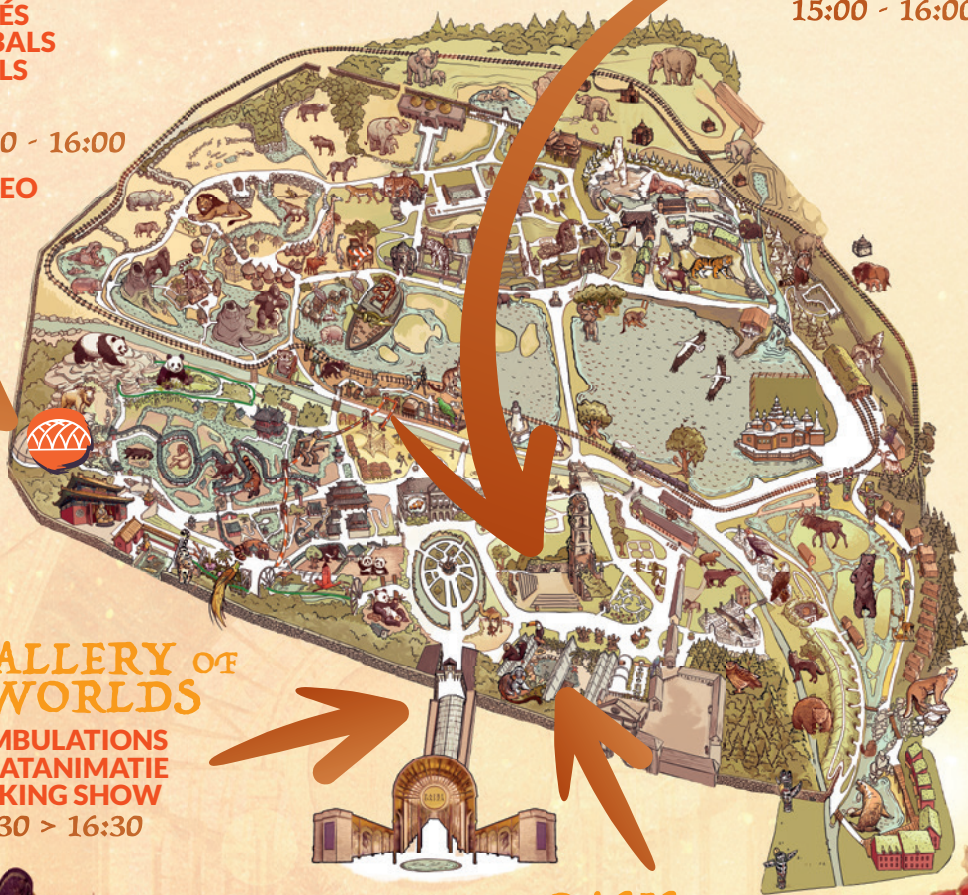 ÉS
BALS
LS
0 - 16:00
EO
15:00 - 16:00
ALLERY OF
WORLDS
MBULATIONS
ATANIMATIE
KING SHOW
30 > 16:30